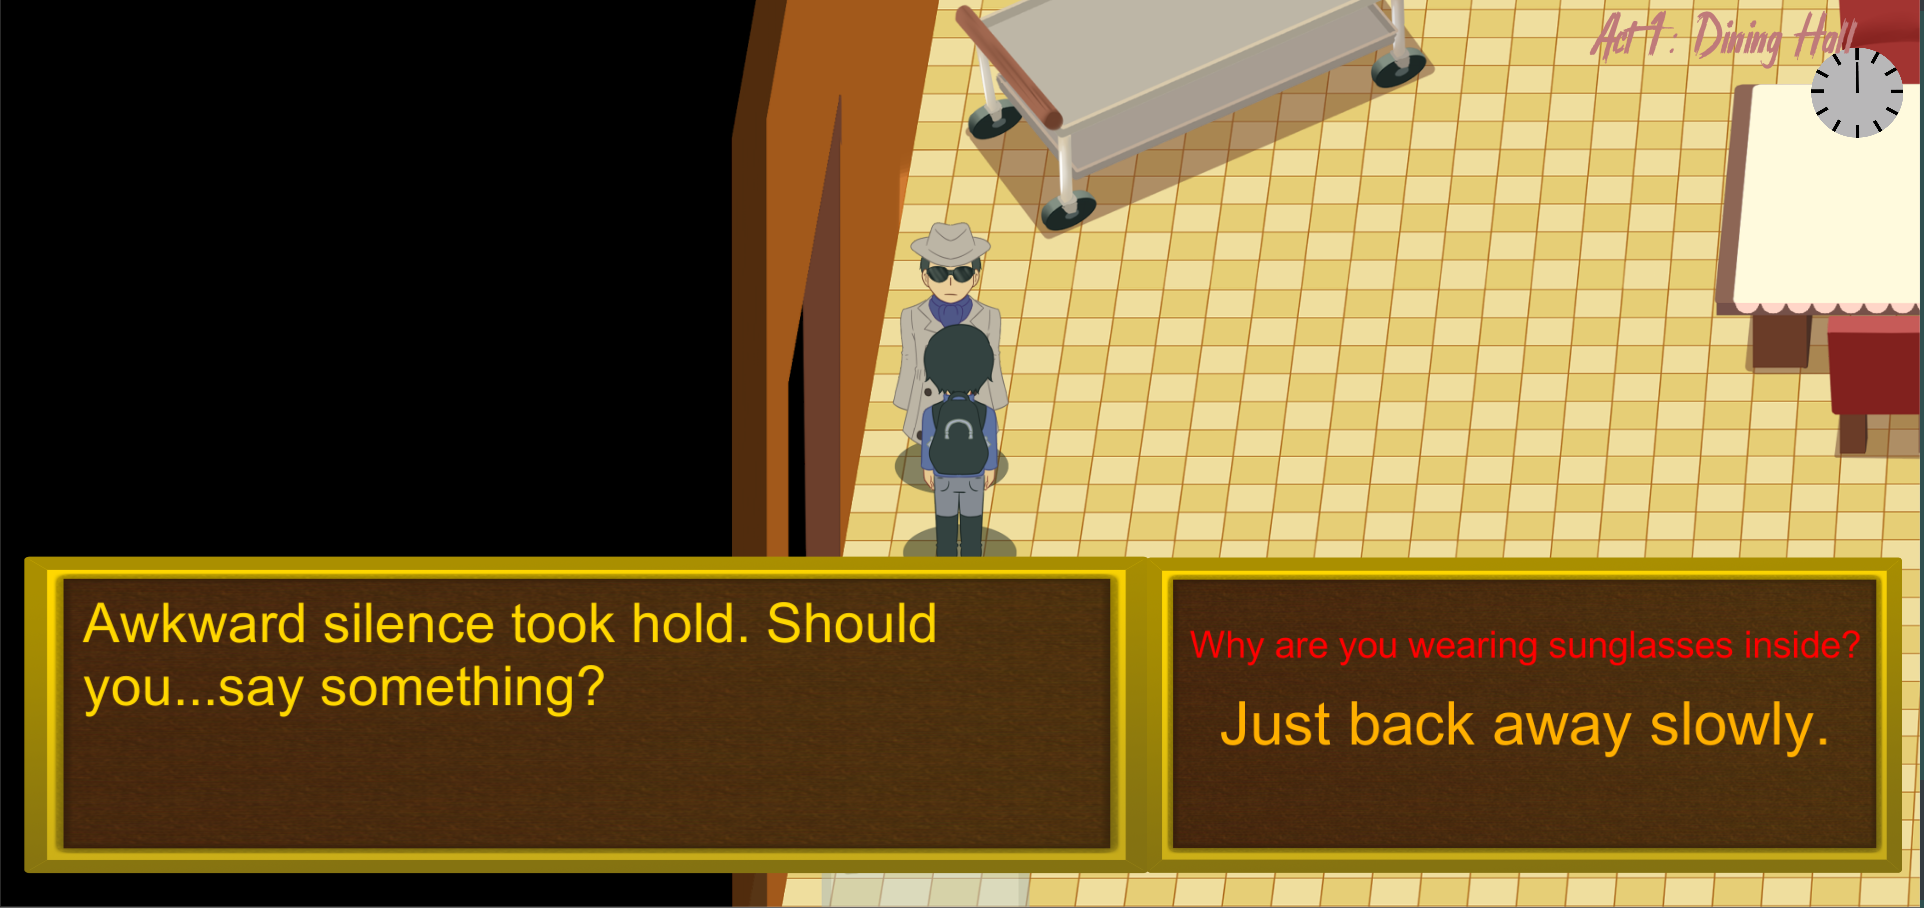 Act 1: Dining Hall
Awkward silence took hold. Should
you...say something?
Why are you wearing sunglasses inside?
Just back away slowly.